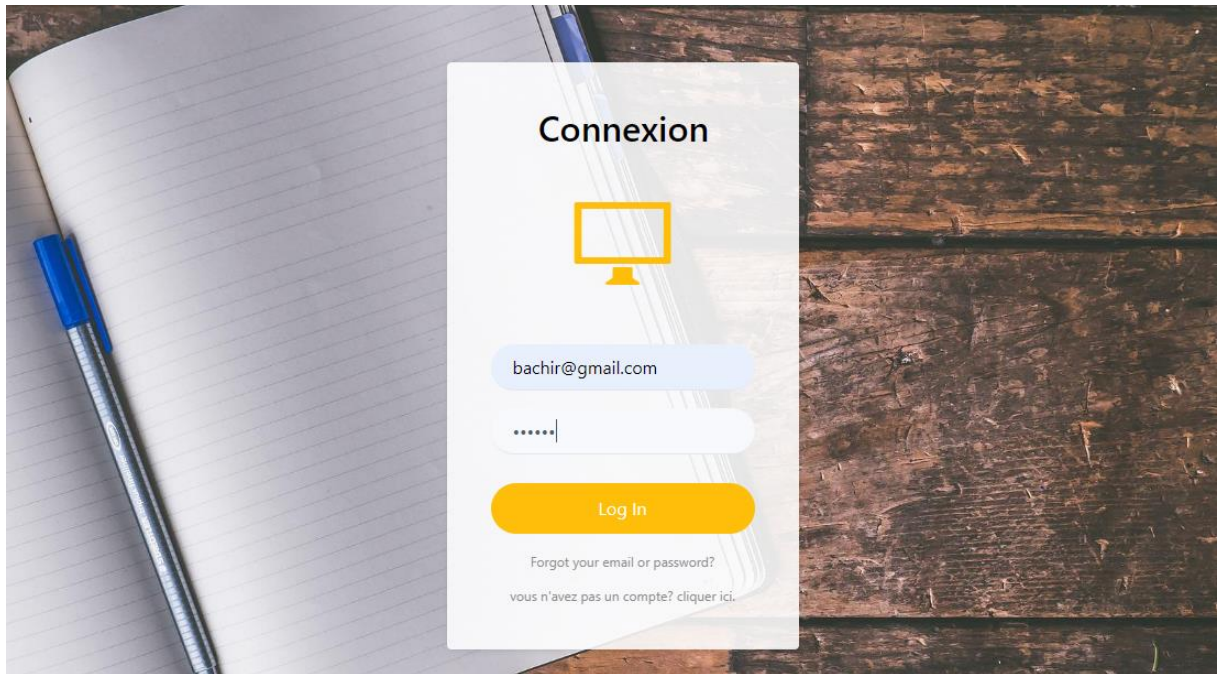 Connexion
bachir@gmail.com
••••••
Log In
Forgot your email or password?
vous n'avez pas un compte? cliquer ici.